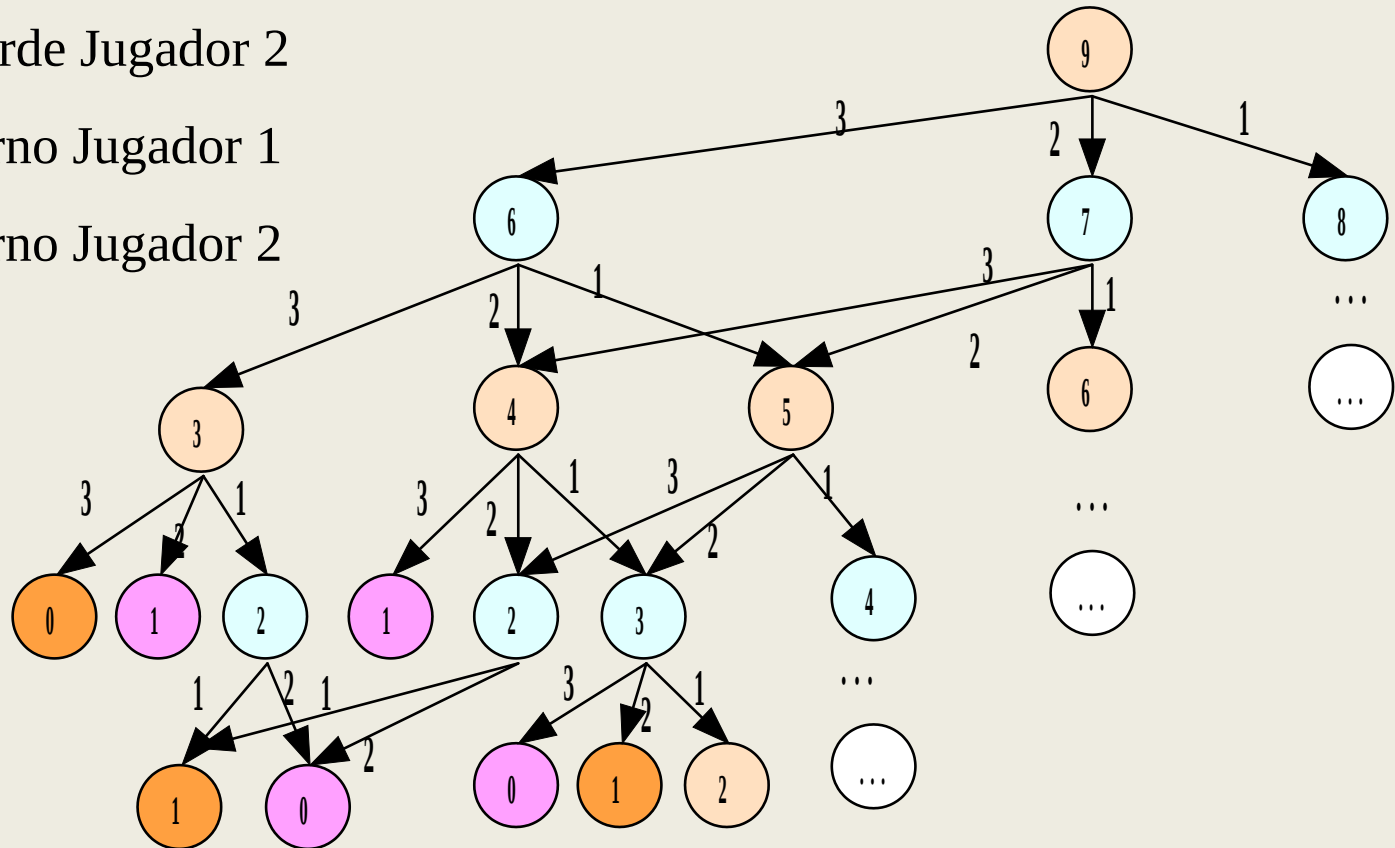 rde Jugador 2
9
rno Jugador 1
3 2 1
6 7 8
rno Jugador 2
3 2 1 3 2 1
...
3 4 5 6 ...
3 2 1 3 2 1 3 2 1
...
0 1 2 1 2 3 4 ...
1 2 1 2 3 2 1
...
1 0 0 1 2 ...